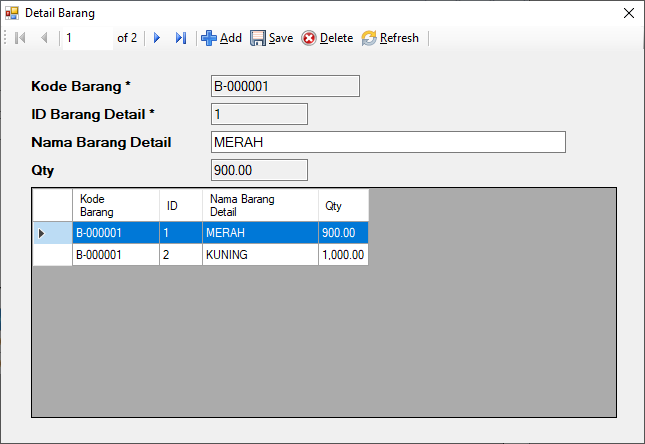 Detail Barang
1 of 2 Add Save Delete Refresh
Kode Barang * B-000001
ID Barang Detail * 1
Nama Barang Detail MERAH
Qty 900.00
Kode Barang ID Nama Barang Detail Qty
B-000001 1 MERAH 900.00
B-000001 2 KUNING 1,000.00